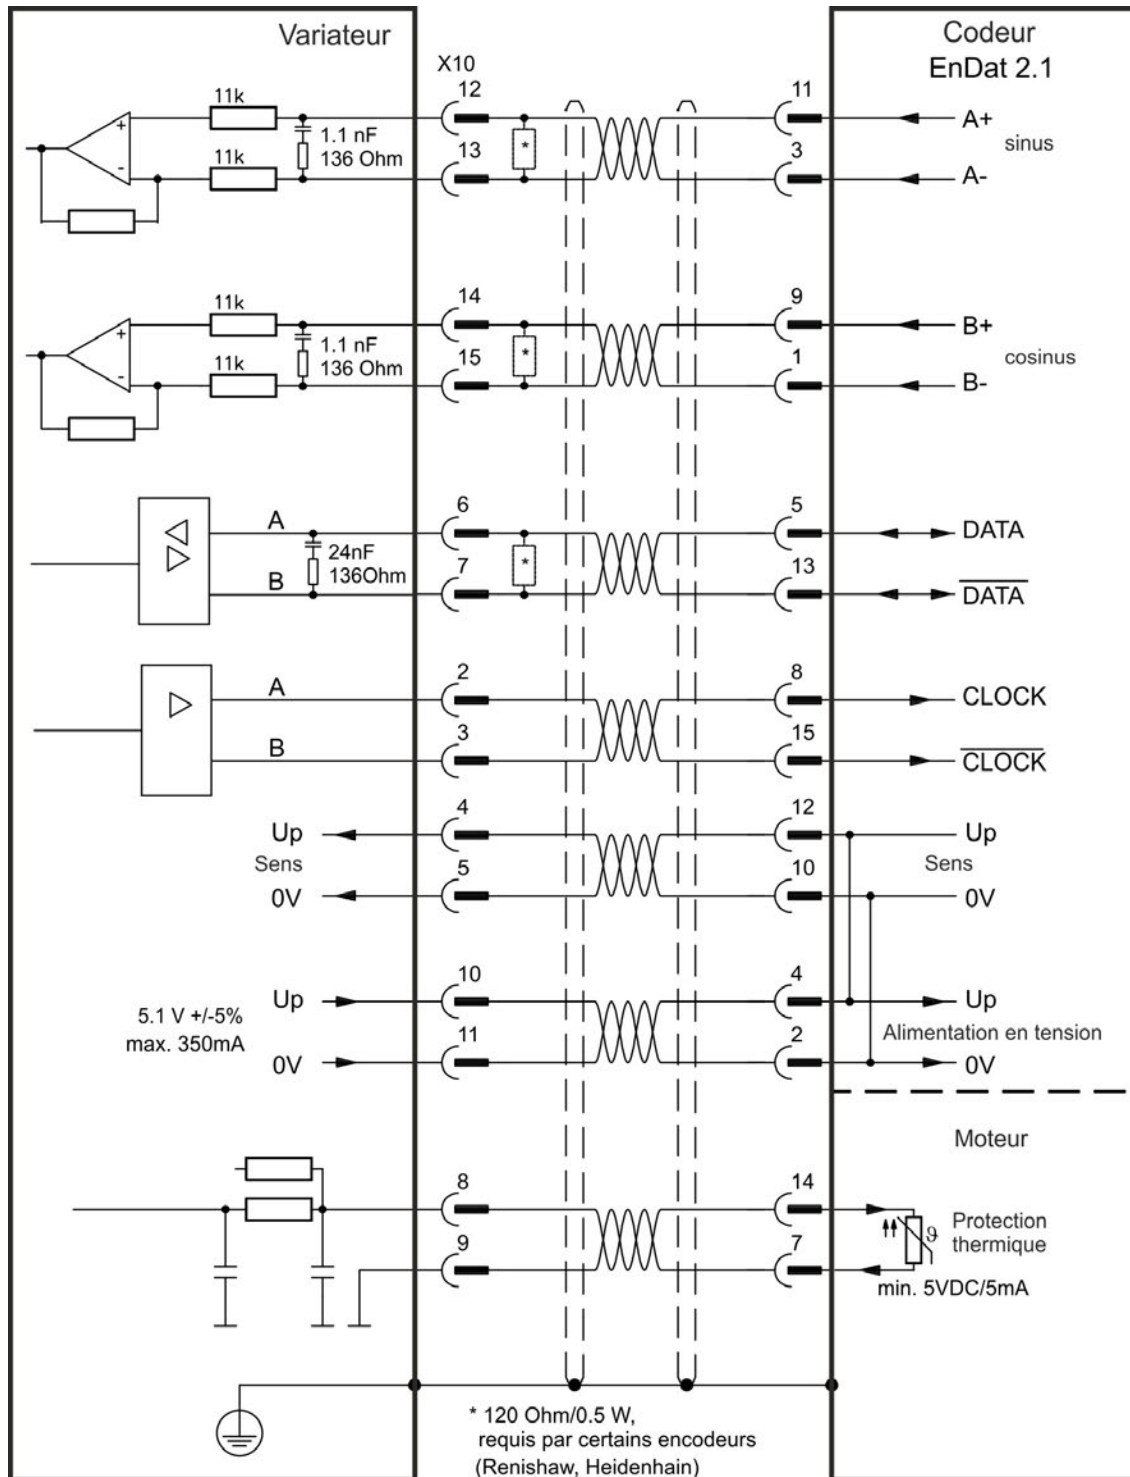 Variateur
Codeur
EnDat 2.1
X10
11k
12
11
A+
1.1 nF
136 Ohm
sinus
11k
13
3
A-
+
-
*
11k
14
9
B+
1.1 nF
136 Ohm
cosinus
11k
15
1
B-
+
-
*
A
6
5
DATA
24nF
136Ohm
*
B
7
13
DATA
A
2
8
CLOCK
B
3
15
CLOCK
Up
4
12
Up
Sens
Sens
0V
5
10
0V
Up
10
4
Up
5.1 V +/-5%
max. 350mA
Alimentation en tension
0V
11
2
0V
Moteur
8
14
Protection
thermique
ϑ
9
7
min. 5VDC/5mA
* 120 Ohm/0.5 W,
requis par certains encodeurs
(Renishaw, Heidenhain)